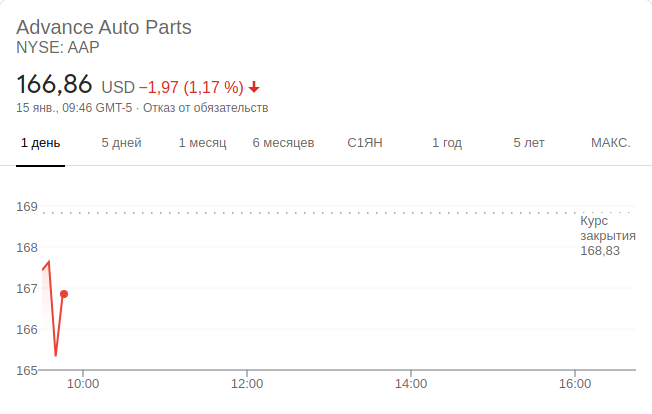 Advance Auto Parts
NYSE: AAP
166,86 USD −1,97 (1,17 %)
15 янв., 09:46 GMT-5 · Отказ от обязательств
1 день 5 дней 1 месяц 6 месяцев С1ЯН 1 год 5 лет МАКС.
169
Курс
закрытия
168,83
168
167
166
165
10:00 12:00 14:00 16:00